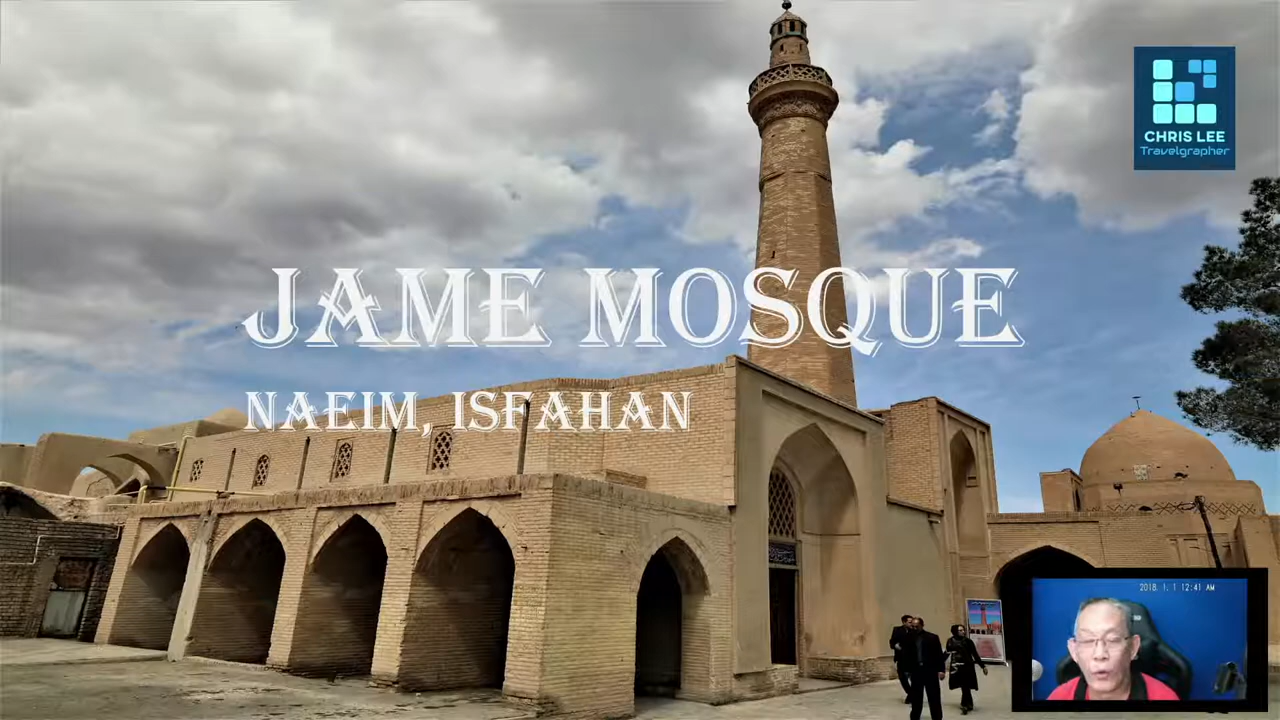 CHRIS LEE
Travelgrapher
JAME MOSQUE
NAEIM, ISFAHAN
2018. 1. 1 12:41 AM